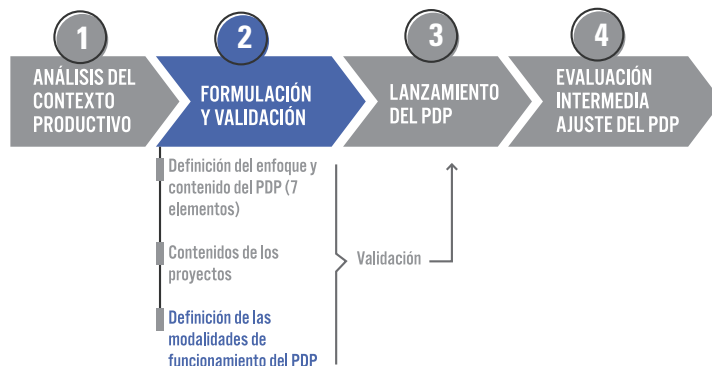 1
ANÁLISIS DEL
CONTEXTO
PRODUCTIVO
2
FORMULACIÓN
Y VALIDACIÓN
3
LANZAMIENTO
DEL PDP
4
EVALUACIÓN
INTERMEDIA
AJUSTE DEL PDP
Definición del enfoque y
contenido del PDP (7
elementos)
Contenidos de los
proyectos
Definición de las
modalidades de
funcionamiento del PDP
Validación